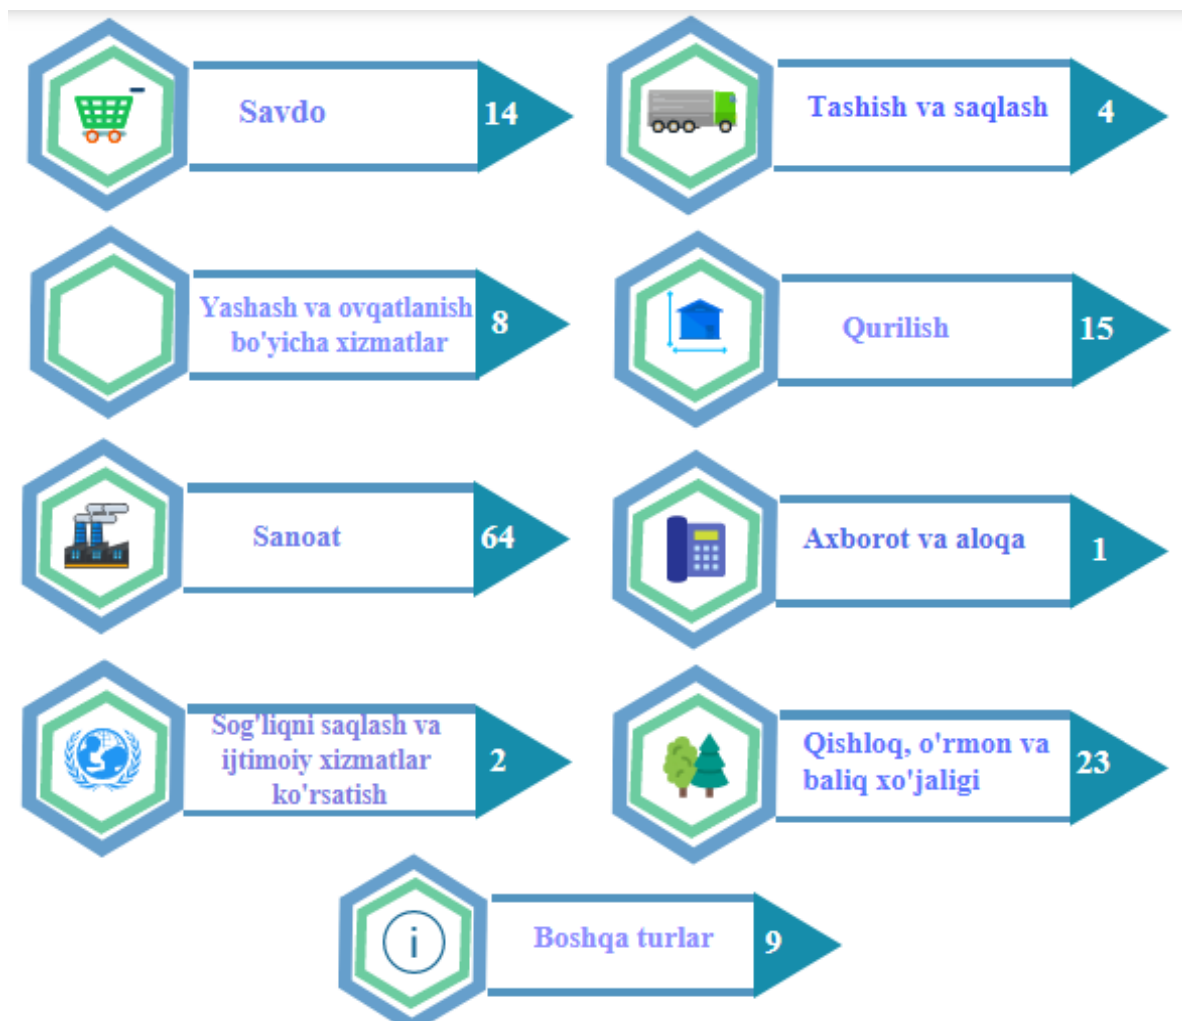 Savdo
14
Tashish va saqlash
4
Yashash va ovqatlanish
bo'yicha xizmatlar
8
Qurilish
15
Sanoat
64
Axborot va aloqa
1
Sog'liqni saqlash va
ijtimoiy xizmatlar
ko'rsatish
2
Qishloq, o'rmon va
baliq xo'jaligi
23
i
Boshqa turlar
9